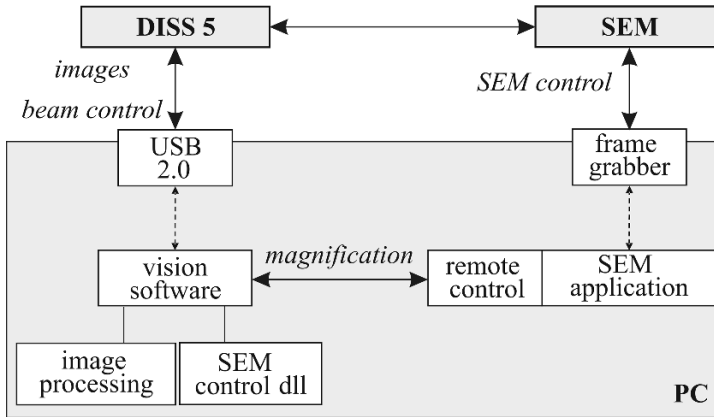 DISS 5
SEM
images
beam control
SEM control
USB
2.0
frame
grabber
vision
software
magnification
remote
control
SEM
application
image
processing
SEM
control dll
PC